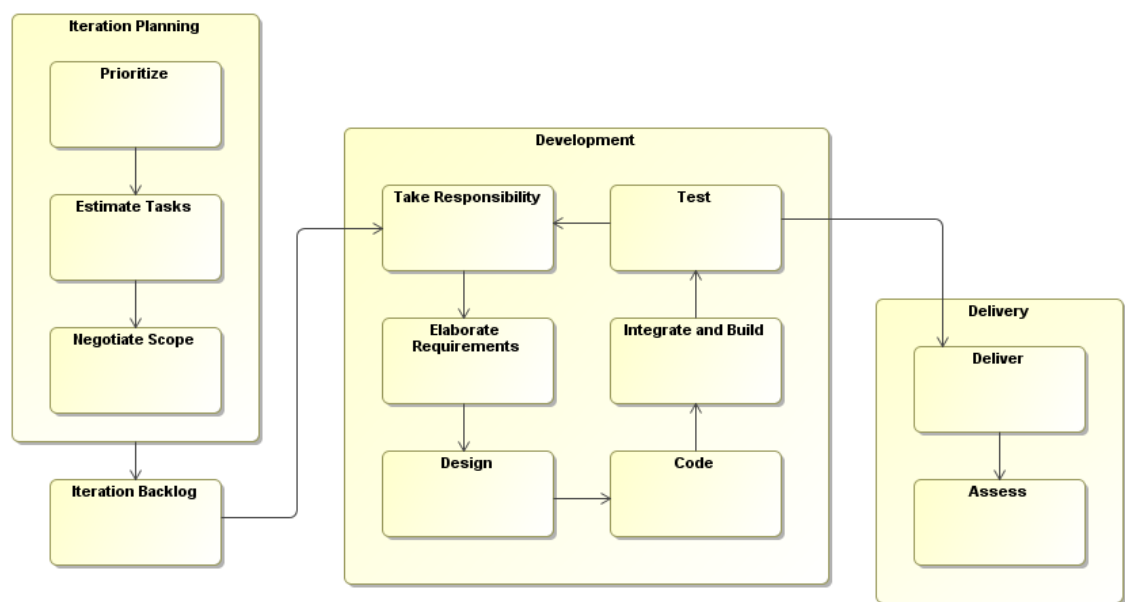 Iteration Planning
Prioritize
Estimate Tasks
Negotiate Scope
Iteration Backlog
Development
Take Responsibility
Elaborate
Requirements
Design
Code
Integrate and Build
Test
Delivery
Deliver
Assess